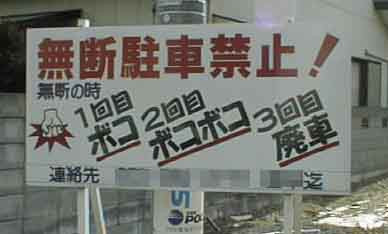 無断駐車禁止!
無断の時
1回目
ボコ
2回目
ボコボコ
3回目
廃車
連絡先
迄